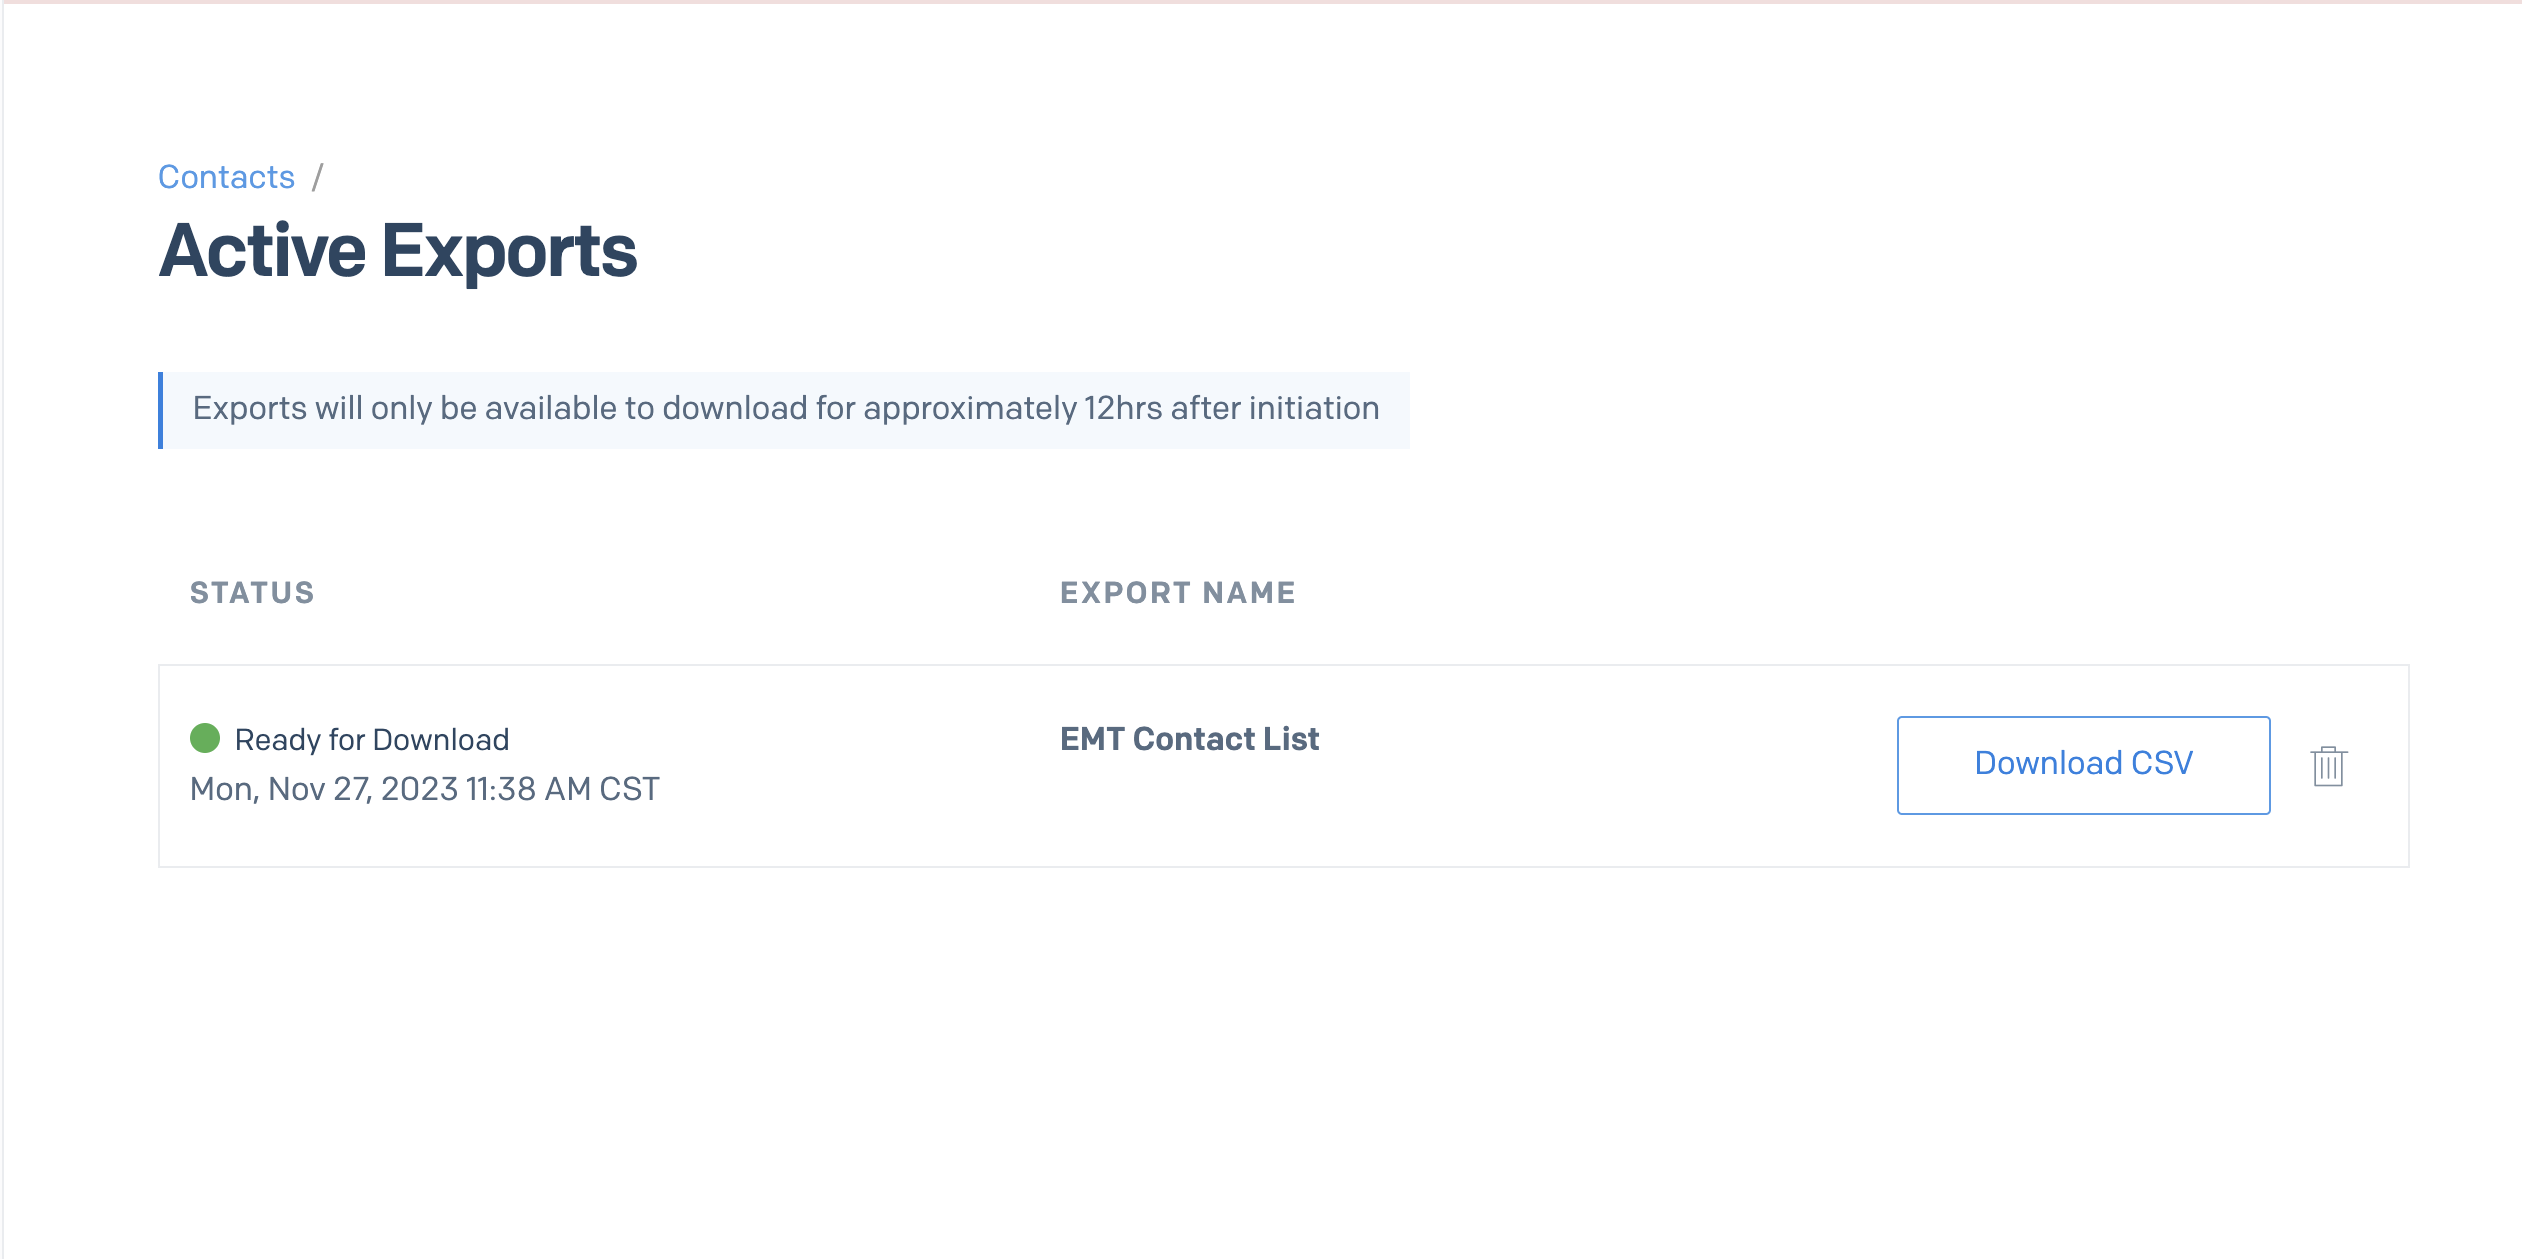 Contacts /
Active Exports
Exports will only be available to download for approximately 12hrs after initiation
STATUS EXPORT NAME
Ready for Download EMT Contact List Download CSV
Mon, Nov 27, 2023 11:38 AM CST